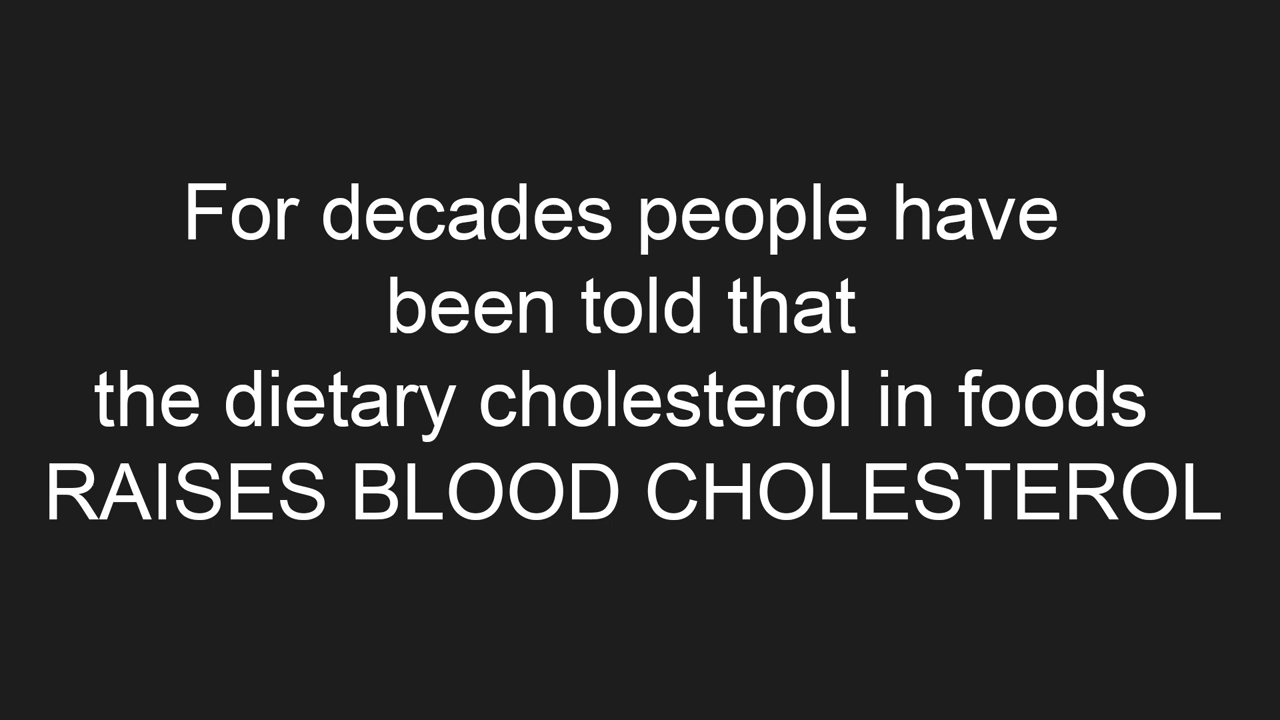 For decades people have
been told that
the dietary cholesterol in foods
RAISES BLOOD CHOLESTEROL